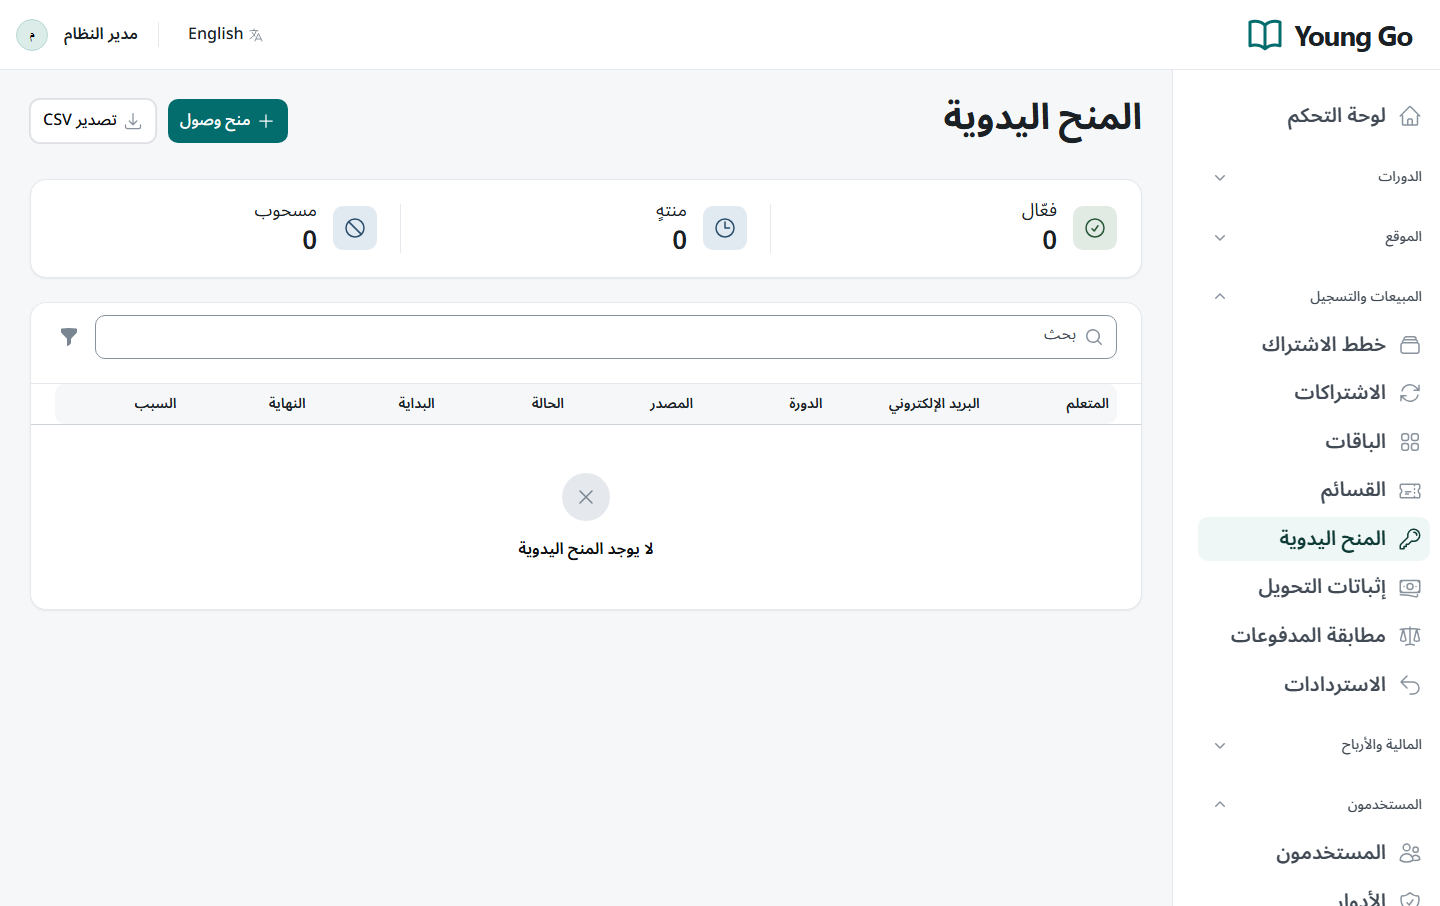 Young Go
English
مدير النظام
م
لوحة التحكم
الدورات
الموقع
المبيعات والتسجيل
خطط الاشتراك
الاشتراكات
الباقات
القسائم
المنح اليدوية
إثباتات التحويل
مطابقة المدفوعات
الاستردادات
المالية والأرباح
المستخدمون
المستخدمون
الأدوار
المنح اليدوية
منح وصول
تصدير CSV
فعّال
0
منتهٍ
0
مسحوب
0
بحث
المتعلم البريد الإلكتروني الدورة المصدر الحالة البداية النهاية السبب
لا يوجد المنح اليدوية